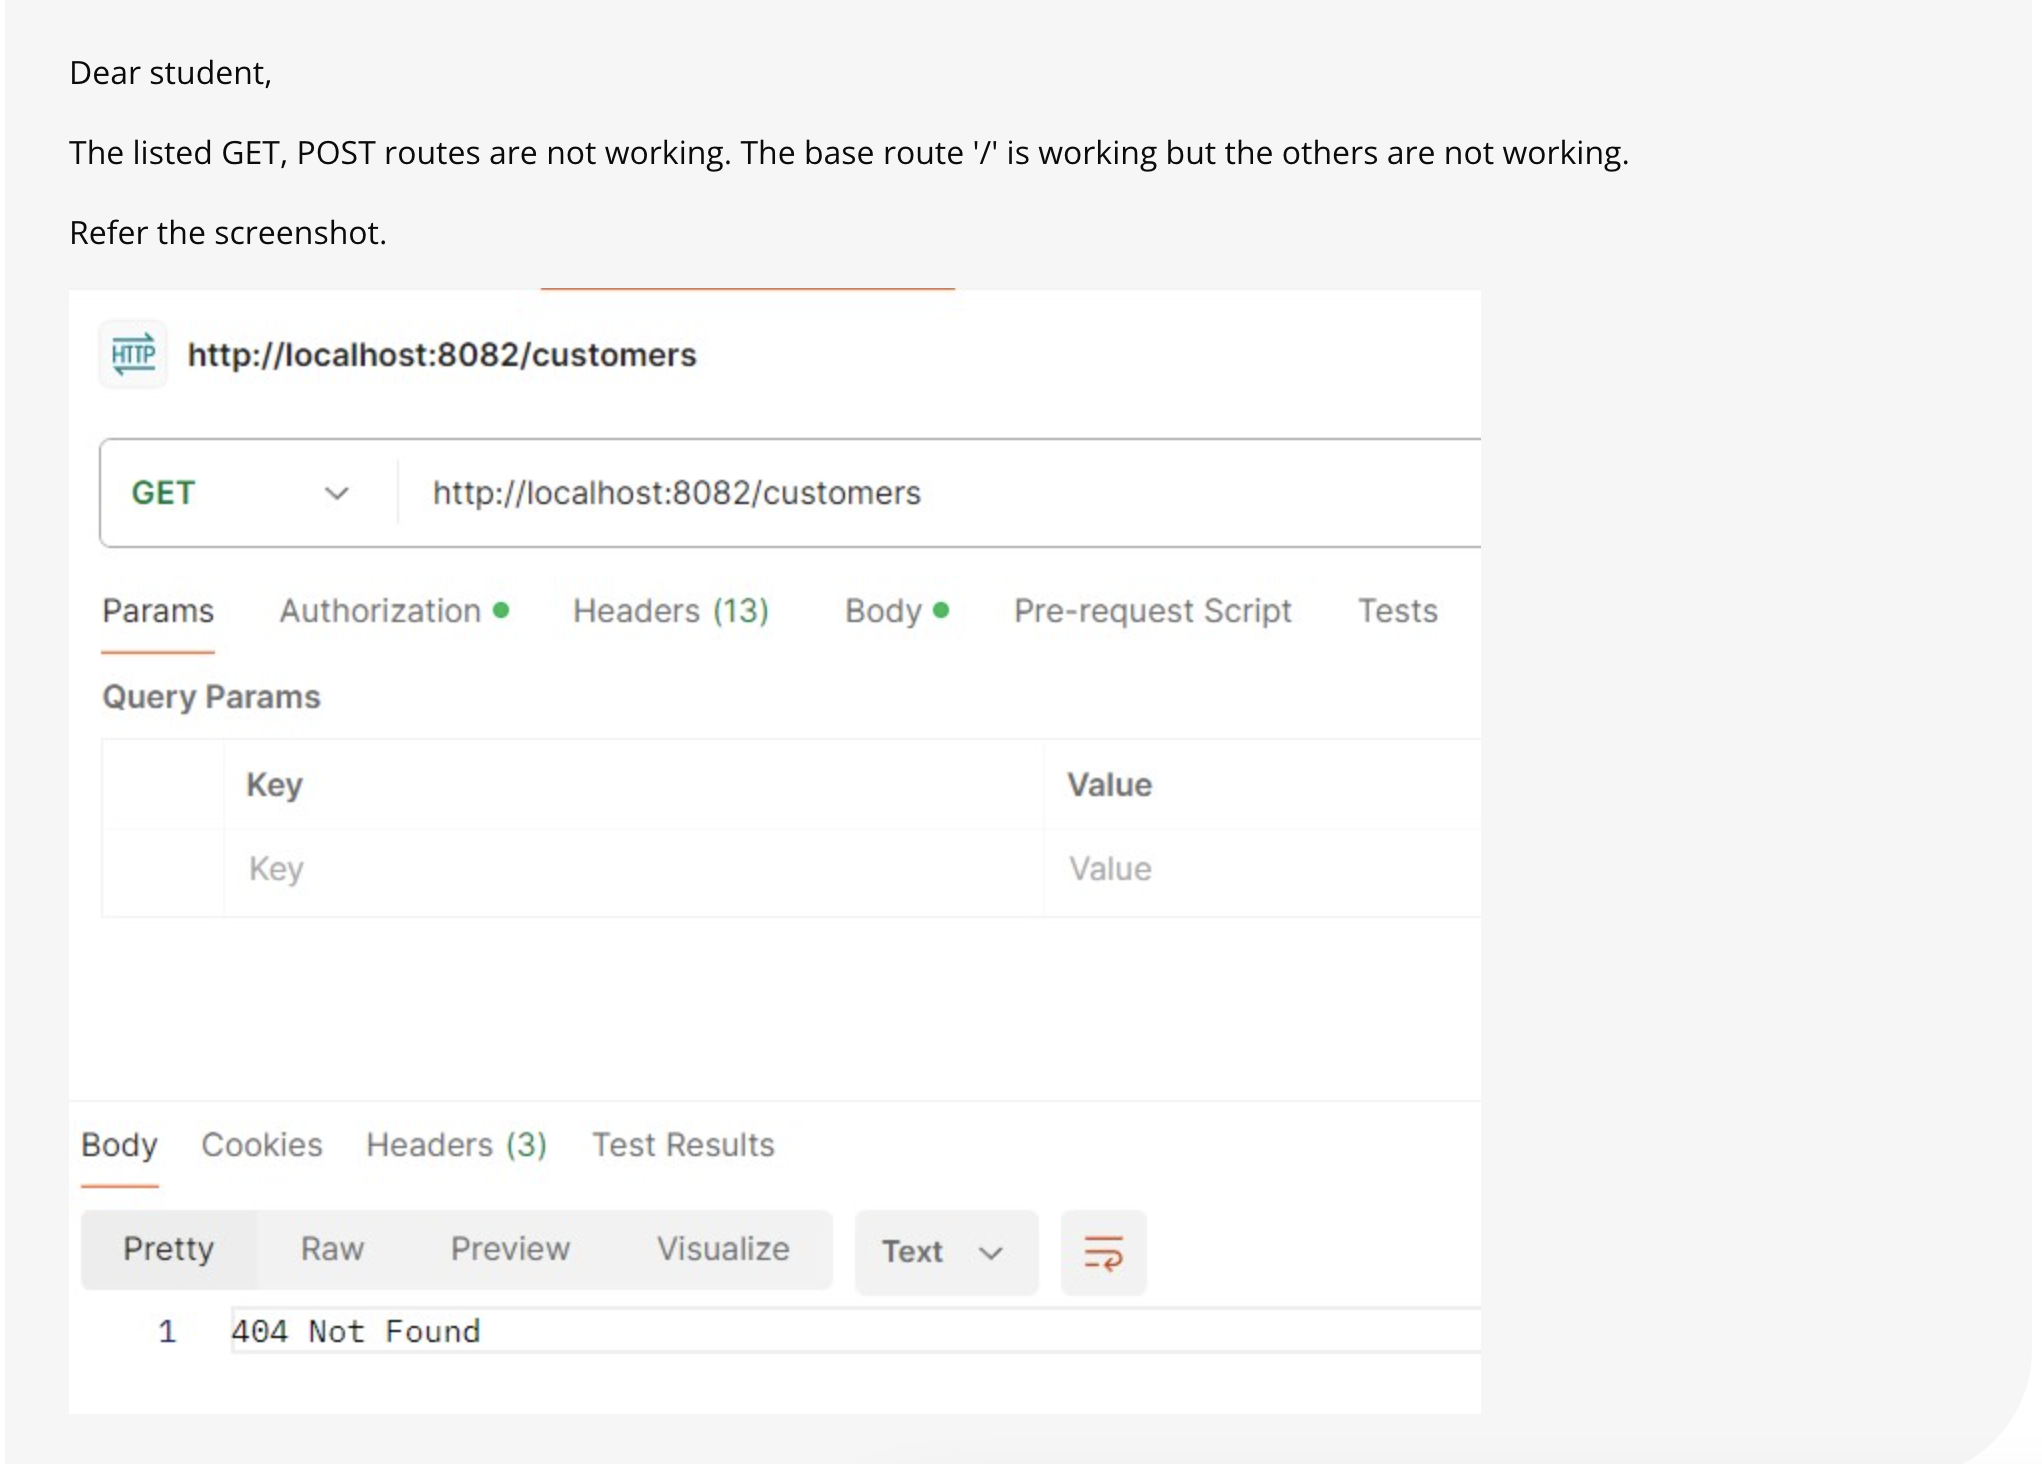 Dear student,
The listed GET, POST routes are not working. The base route '/' is working but the others are not working.
Refer the screenshot.
HTTP http://localhost:8082/customers
GET http://localhost:8082/customers
Params Authorization Headers (13) Body Pre-request Script Tests
Query Params
Key Value
Key Value
Body Cookies Headers (3) Test Results
Pretty Raw Preview Visualize Text
1 404 Not Found